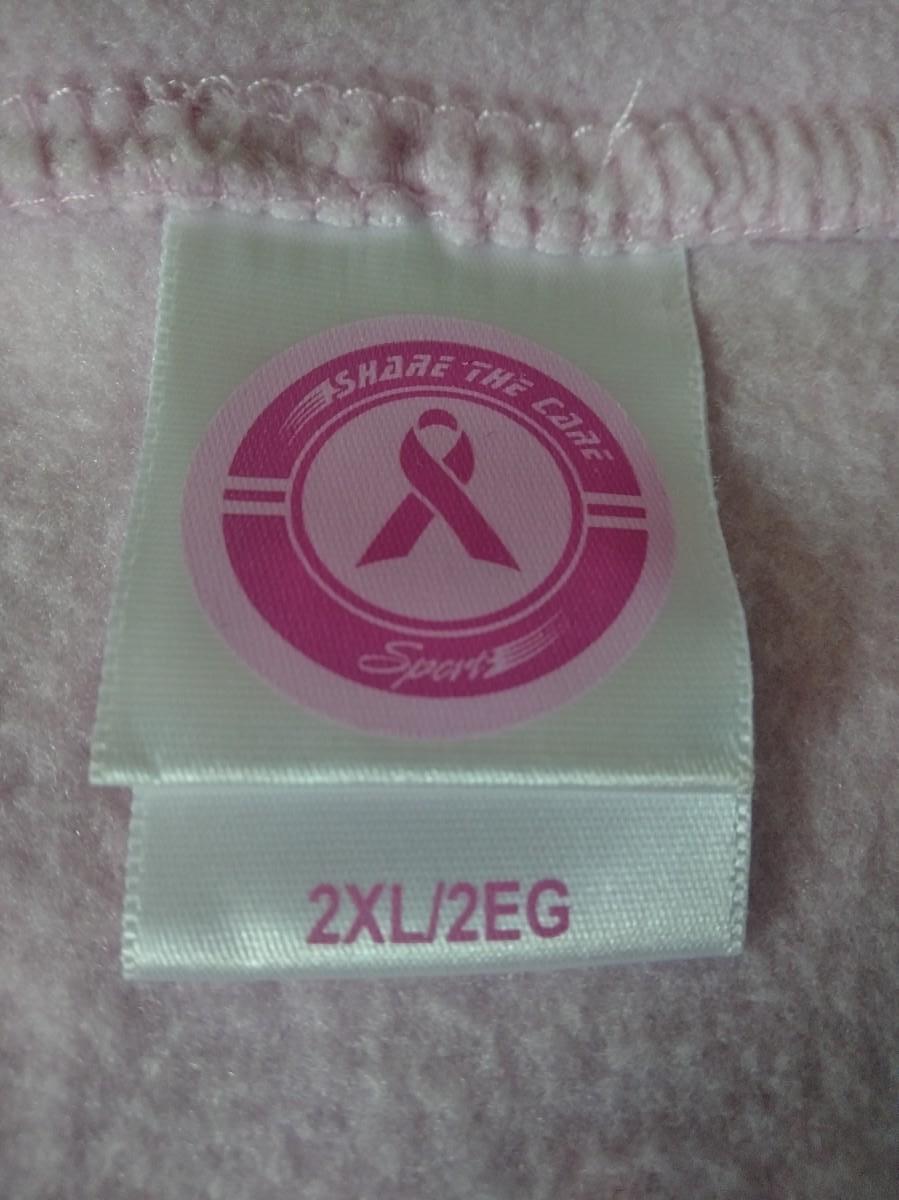 SHARE THE CARE
Sport
2XL/2EG